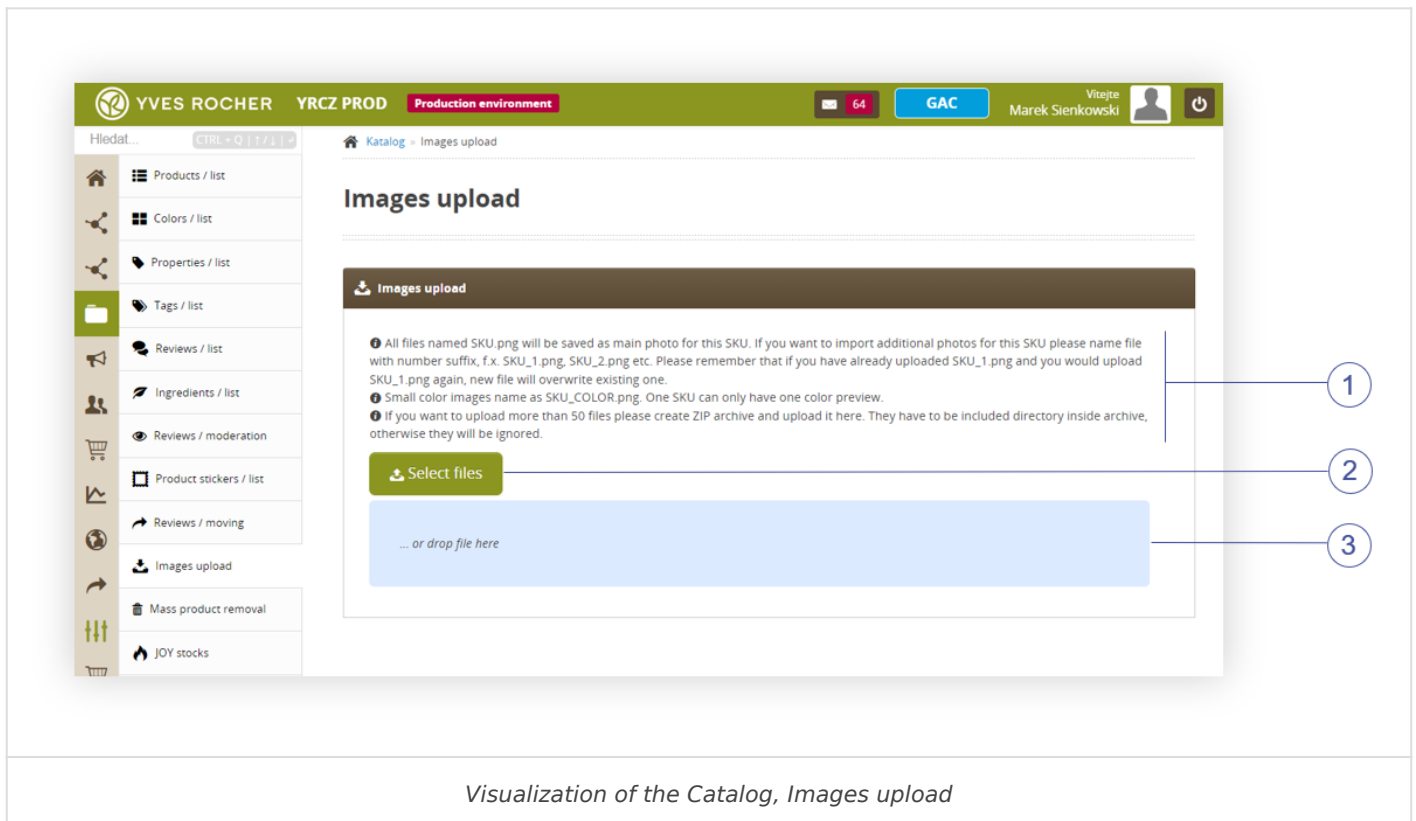 YVES ROCHER YRCZ PROD Production environment 64 GAC Vítejte
Marek Sienkowski
Hledat... CTRL + Q | ↑ / ↓ |
Katalog » Images upload
Products / list
Colors / list
Properties / list
Tags / list
Reviews / list
Ingredients / list
Reviews / moderation
Product stickers / list
Reviews / moving
Images upload
Mass product removal
JOY stocks
Images upload
Images upload
All files named SKU.png will be saved as main photo for this SKU. If you want to import additional photos for this SKU please name file
with number suffix, f.x. SKU_1.png, SKU_2.png etc. Please remember that if you have already uploaded SKU_1.png and you would upload
SKU_1.png again, new file will overwrite existing one.
Small color images name as SKU_COLOR.png. One SKU can only have one color preview.
If you want to upload more than 50 files please create ZIP archive and upload it here. They have to be included directory inside archive,
otherwise they will be ignored.
Select files
... or drop file here
1
2
3
Visualization of the Catalog, Images upload